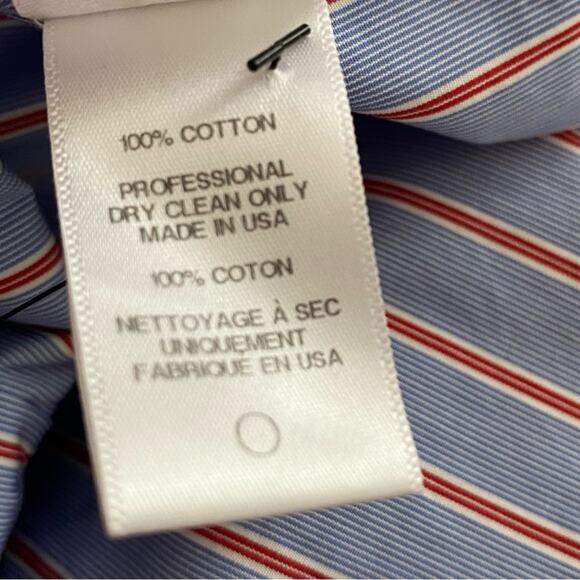 100% COTTON
PROFESSIONAL
DRY CLEAN ONLY
MADE IN USA
100% COTON
NETTOYAGE À SEC
UNIQUEMENT
FABRIQUE EN USA